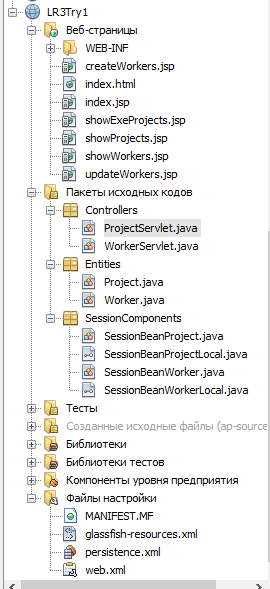 LR3Try1
Веб-страницы
WEB-INF
createWorkers.jsp
index.html
index.jsp
showExeProjects.jsp
showProjects.jsp
showWorkers.jsp
updateWorkers.jsp
Пакеты исходных кодов
Controllers
ProjectServlet.java
WorkerServlet.java
Entities
Project.java
Worker.java
SessionComponents
SessionBeanProject.java
SessionBeanProjectLocal.java
SessionBeanWorker.java
SessionBeanWorkerLocal.java
Тесты
Созданные исходные файлы (ap-source
Библиотеки
Библиотеки тестов
Компоненты уровня предприятия
Файлы настройки
MANIFEST.MF
glassfish-resources.xml
persistence.xml
web.xml